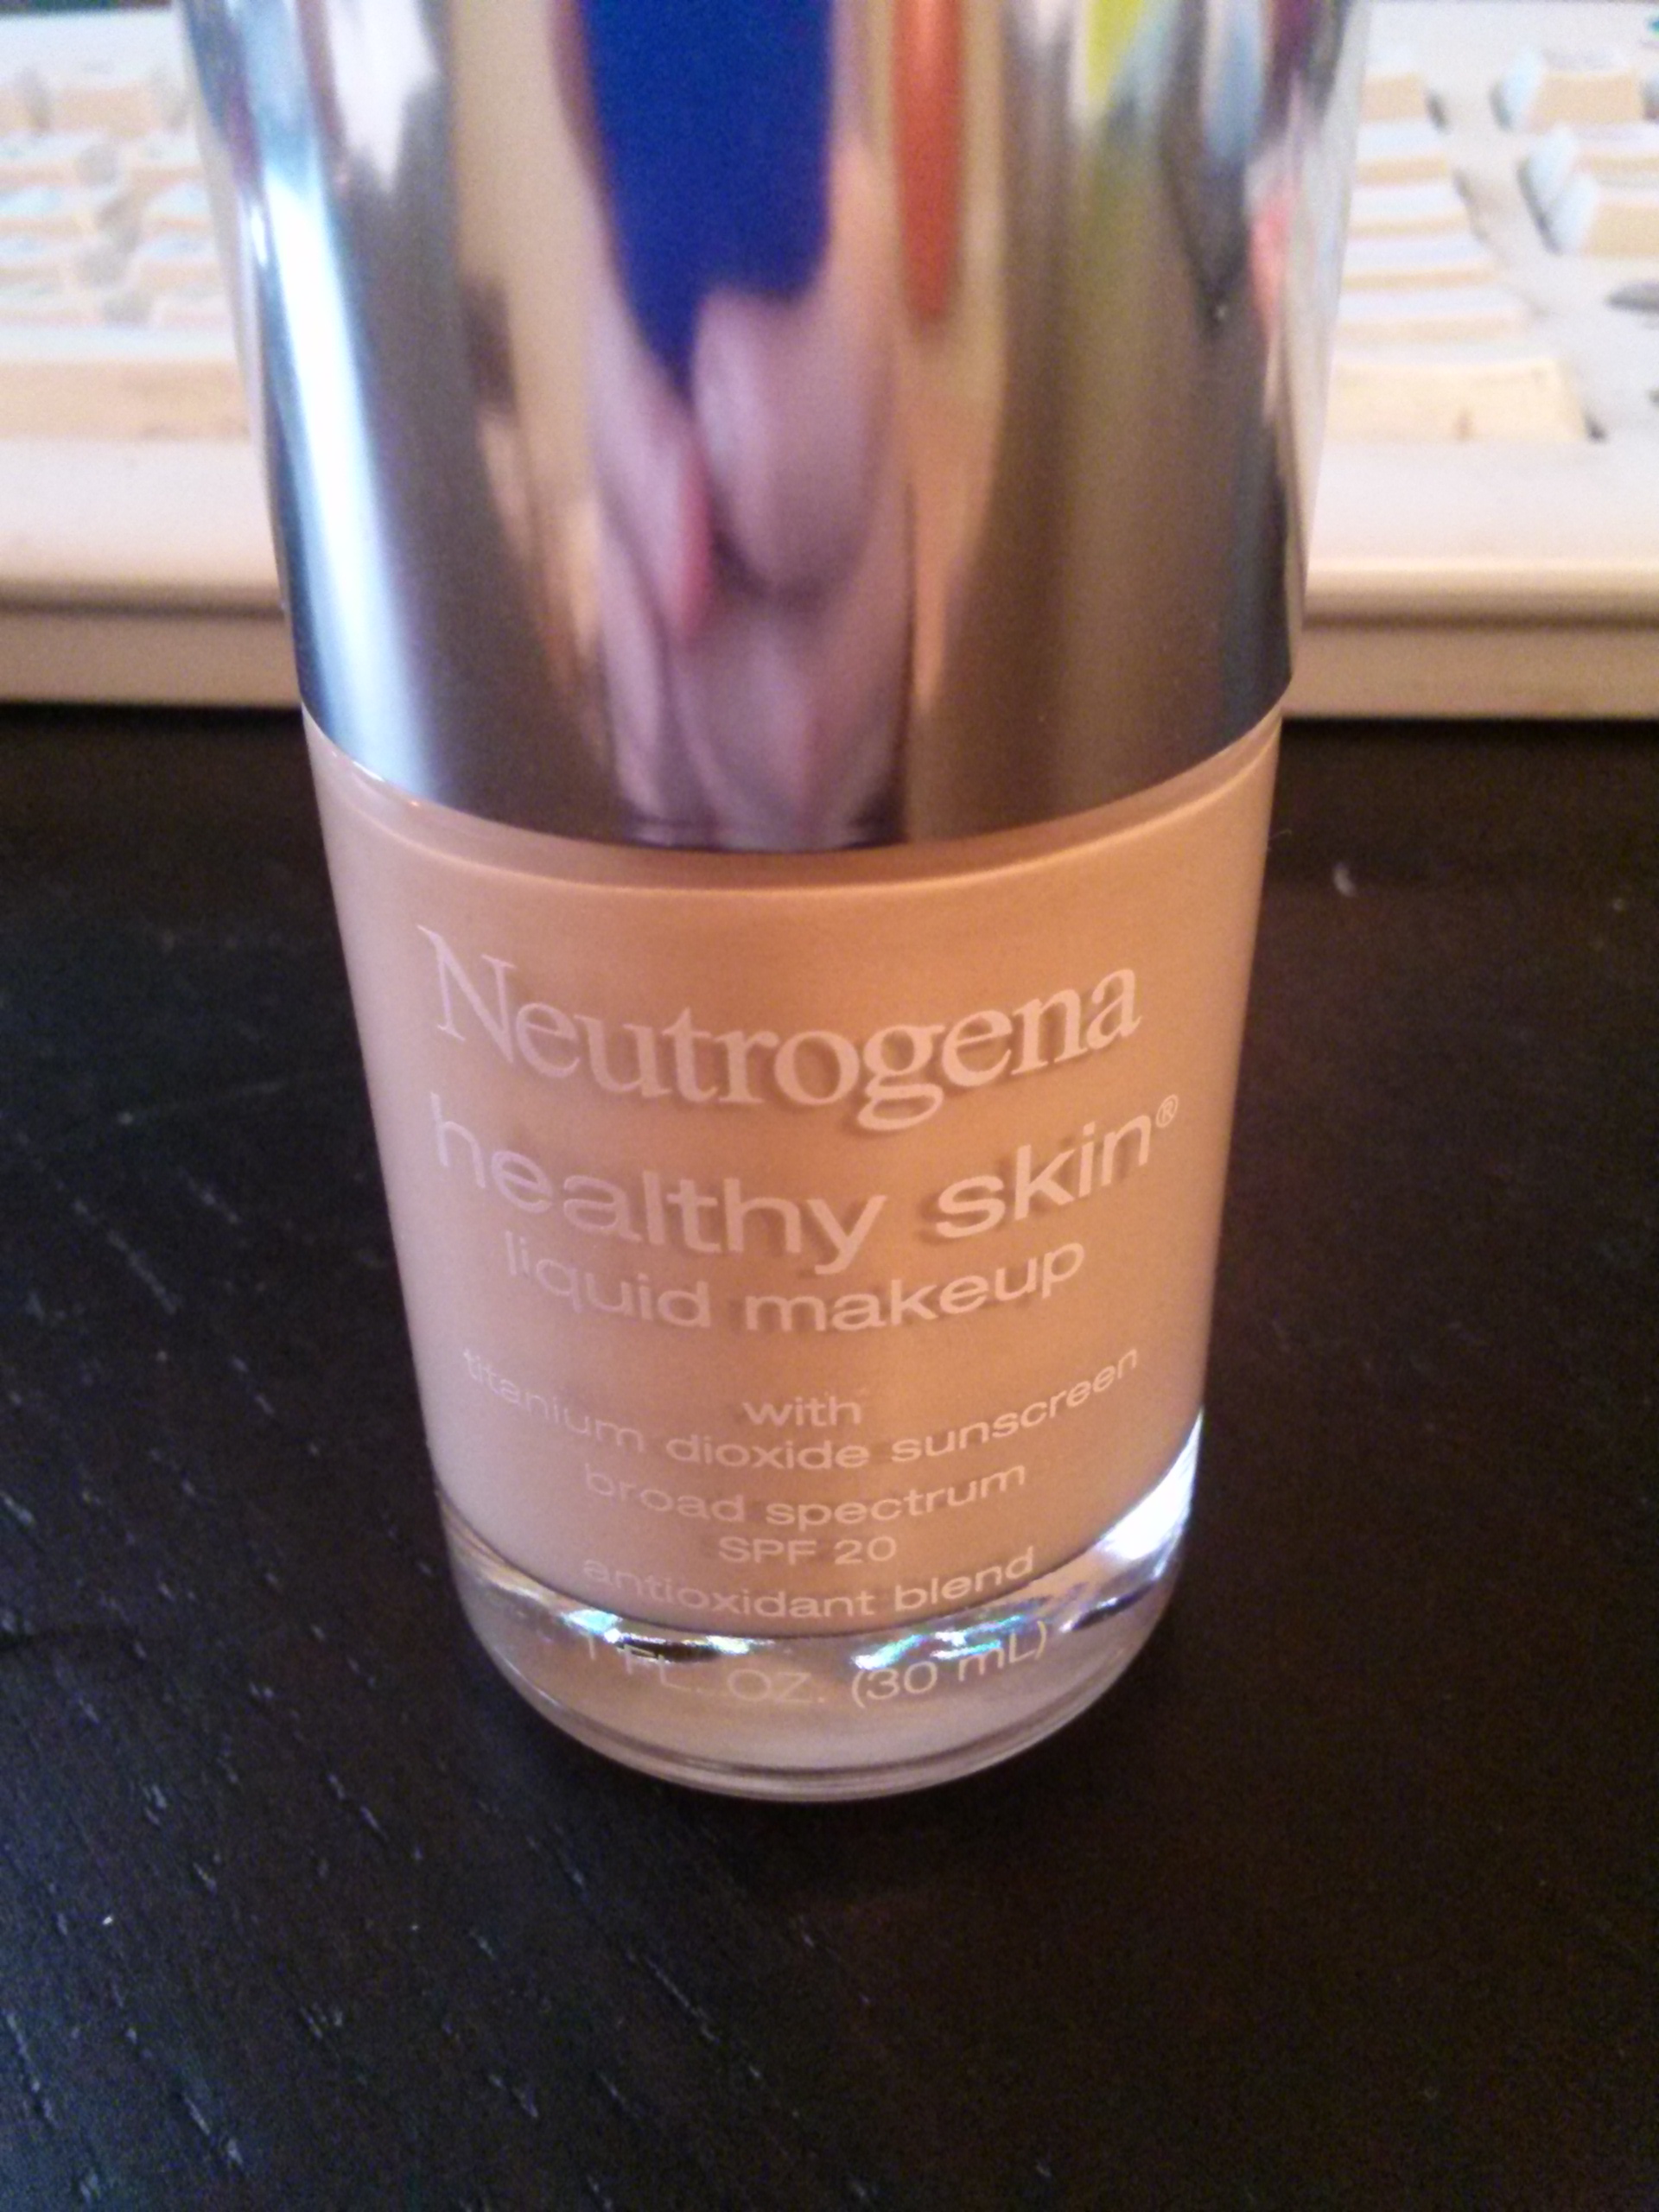 Neutrogena
healthy skin®
liquid makeup
with
titanium dioxide sunscreen
broad spectrum
SPF 20
antioxidant blend
1 FL. OZ. (30 mL)